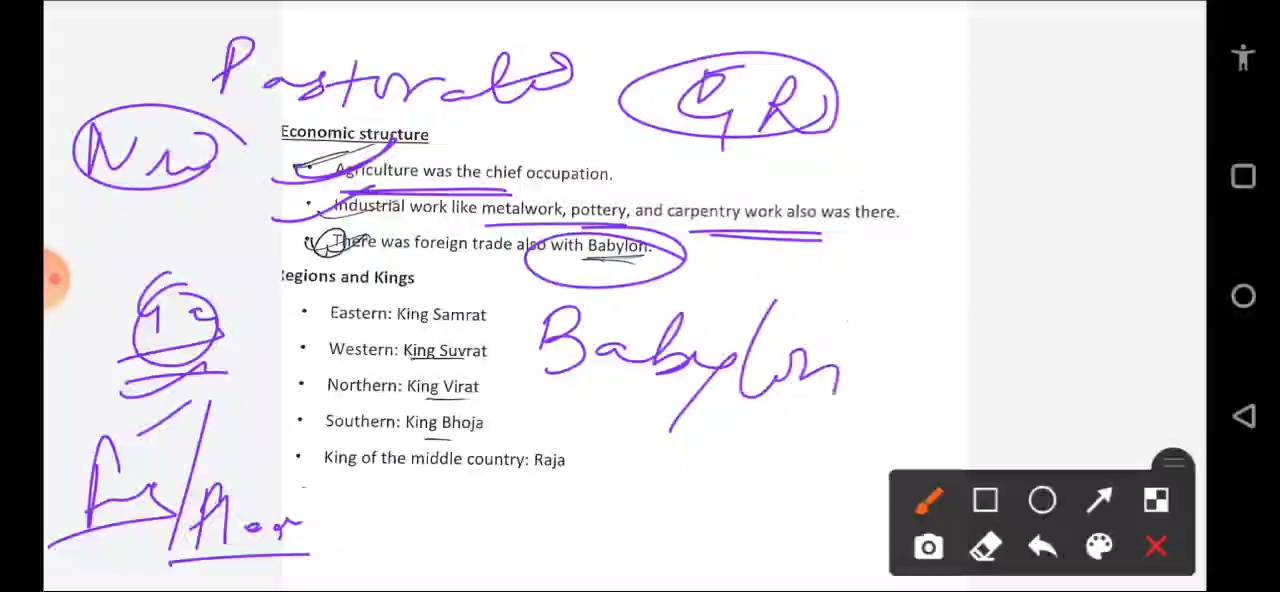 Pastoral
GR
NW
Economic structure
• Agriculture was the chief occupation.
• Industrial work like metalwork, pottery, and carpentry work also was there.
• There was foreign trade also with Babylon.
Regions and Kings
• Eastern: King Samrat
• Western: King Suvrat
• Northern: King Virat
• Southern: King Bhoja
• King of the middle country: Raja
Babylon